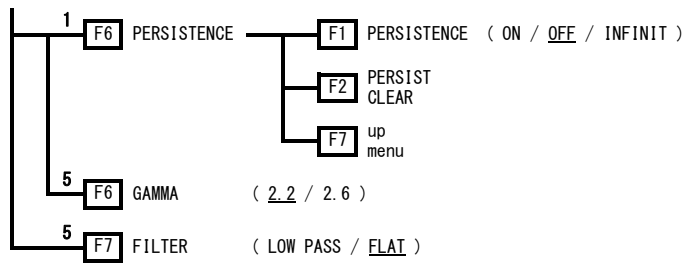 1 F6 PERSISTENCE F1 PERSISTENCE ( ON / OFF / INFINIT )
F2 PERSIST
CLEAR
F7 up
menu
5 F6 GAMMA ( 2.2 / 2.6 )
5 F7 FILTER ( LOW PASS / FLAT )